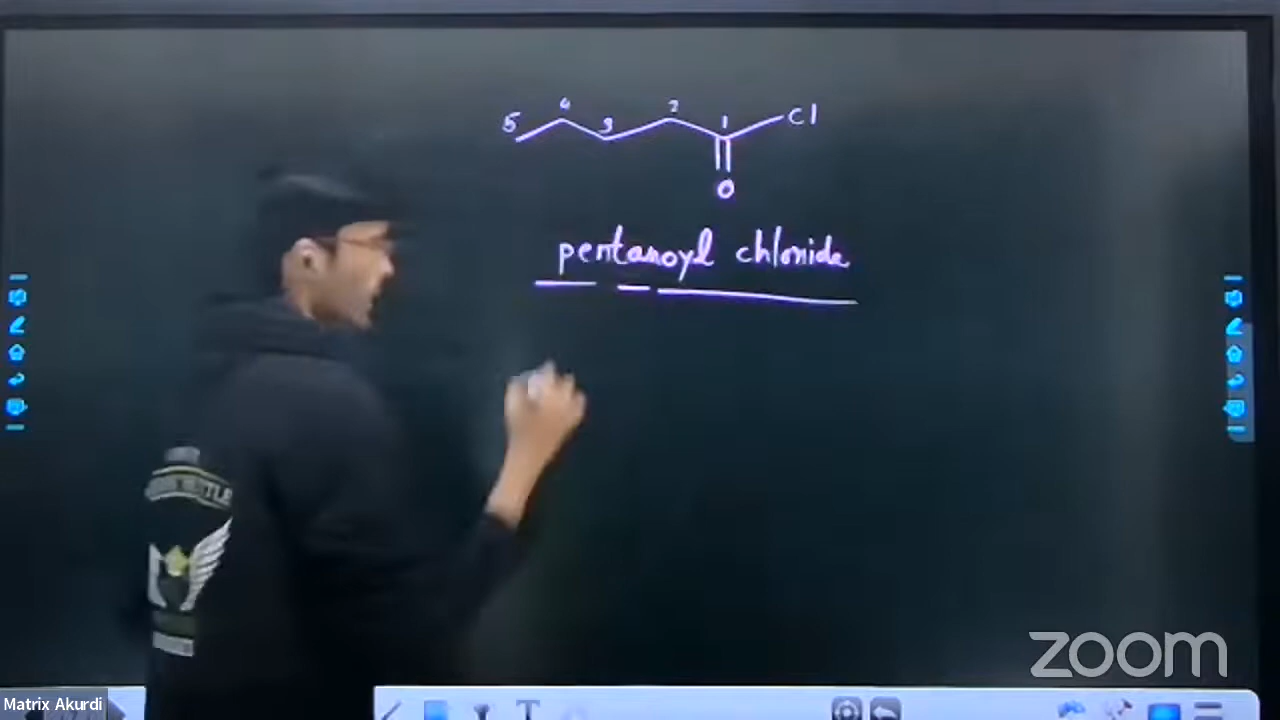 5 4 3 2 1 Cl
O
pentanoyl chloride
zoom
Matrix Akurdi